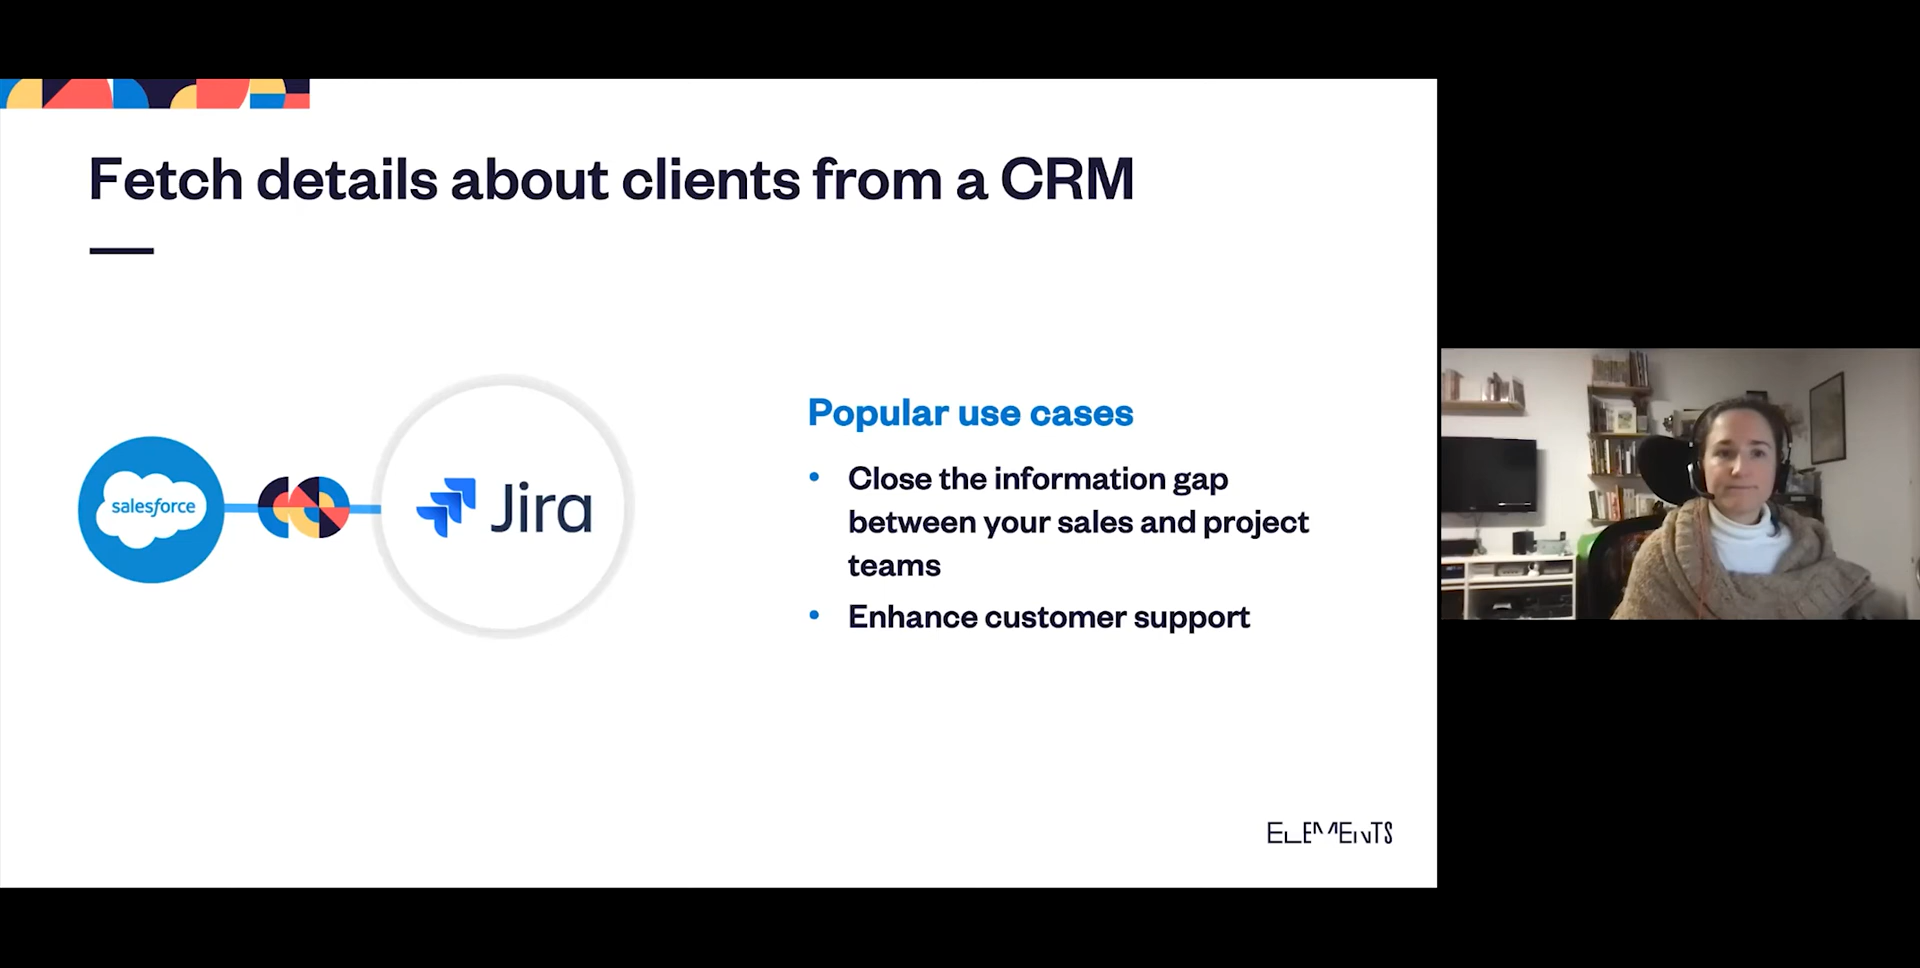 Fetch details about clients from a CRM
salesforce
Jira
Popular use cases
• Close the information gap
between your sales and project
teams
• Enhance customer support
ELEMENTS